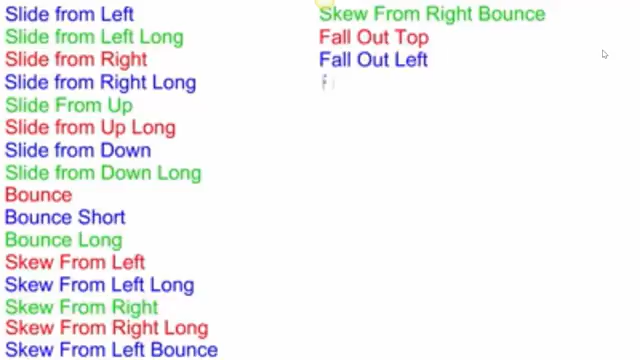 Slide from Left
Slide from Left Long
Slide from Right
Slide from Right Long
Slide From Up
Slide from Up Long
Slide from Down
Slide from Down Long
Bounce
Bounce Short
Bounce Long
Skew From Left
Skew From Left Long
Skew From Right
Skew From Right Long
Skew From Left Bounce
Skew From Right Bounce
Fall Out Top
Fall Out Left